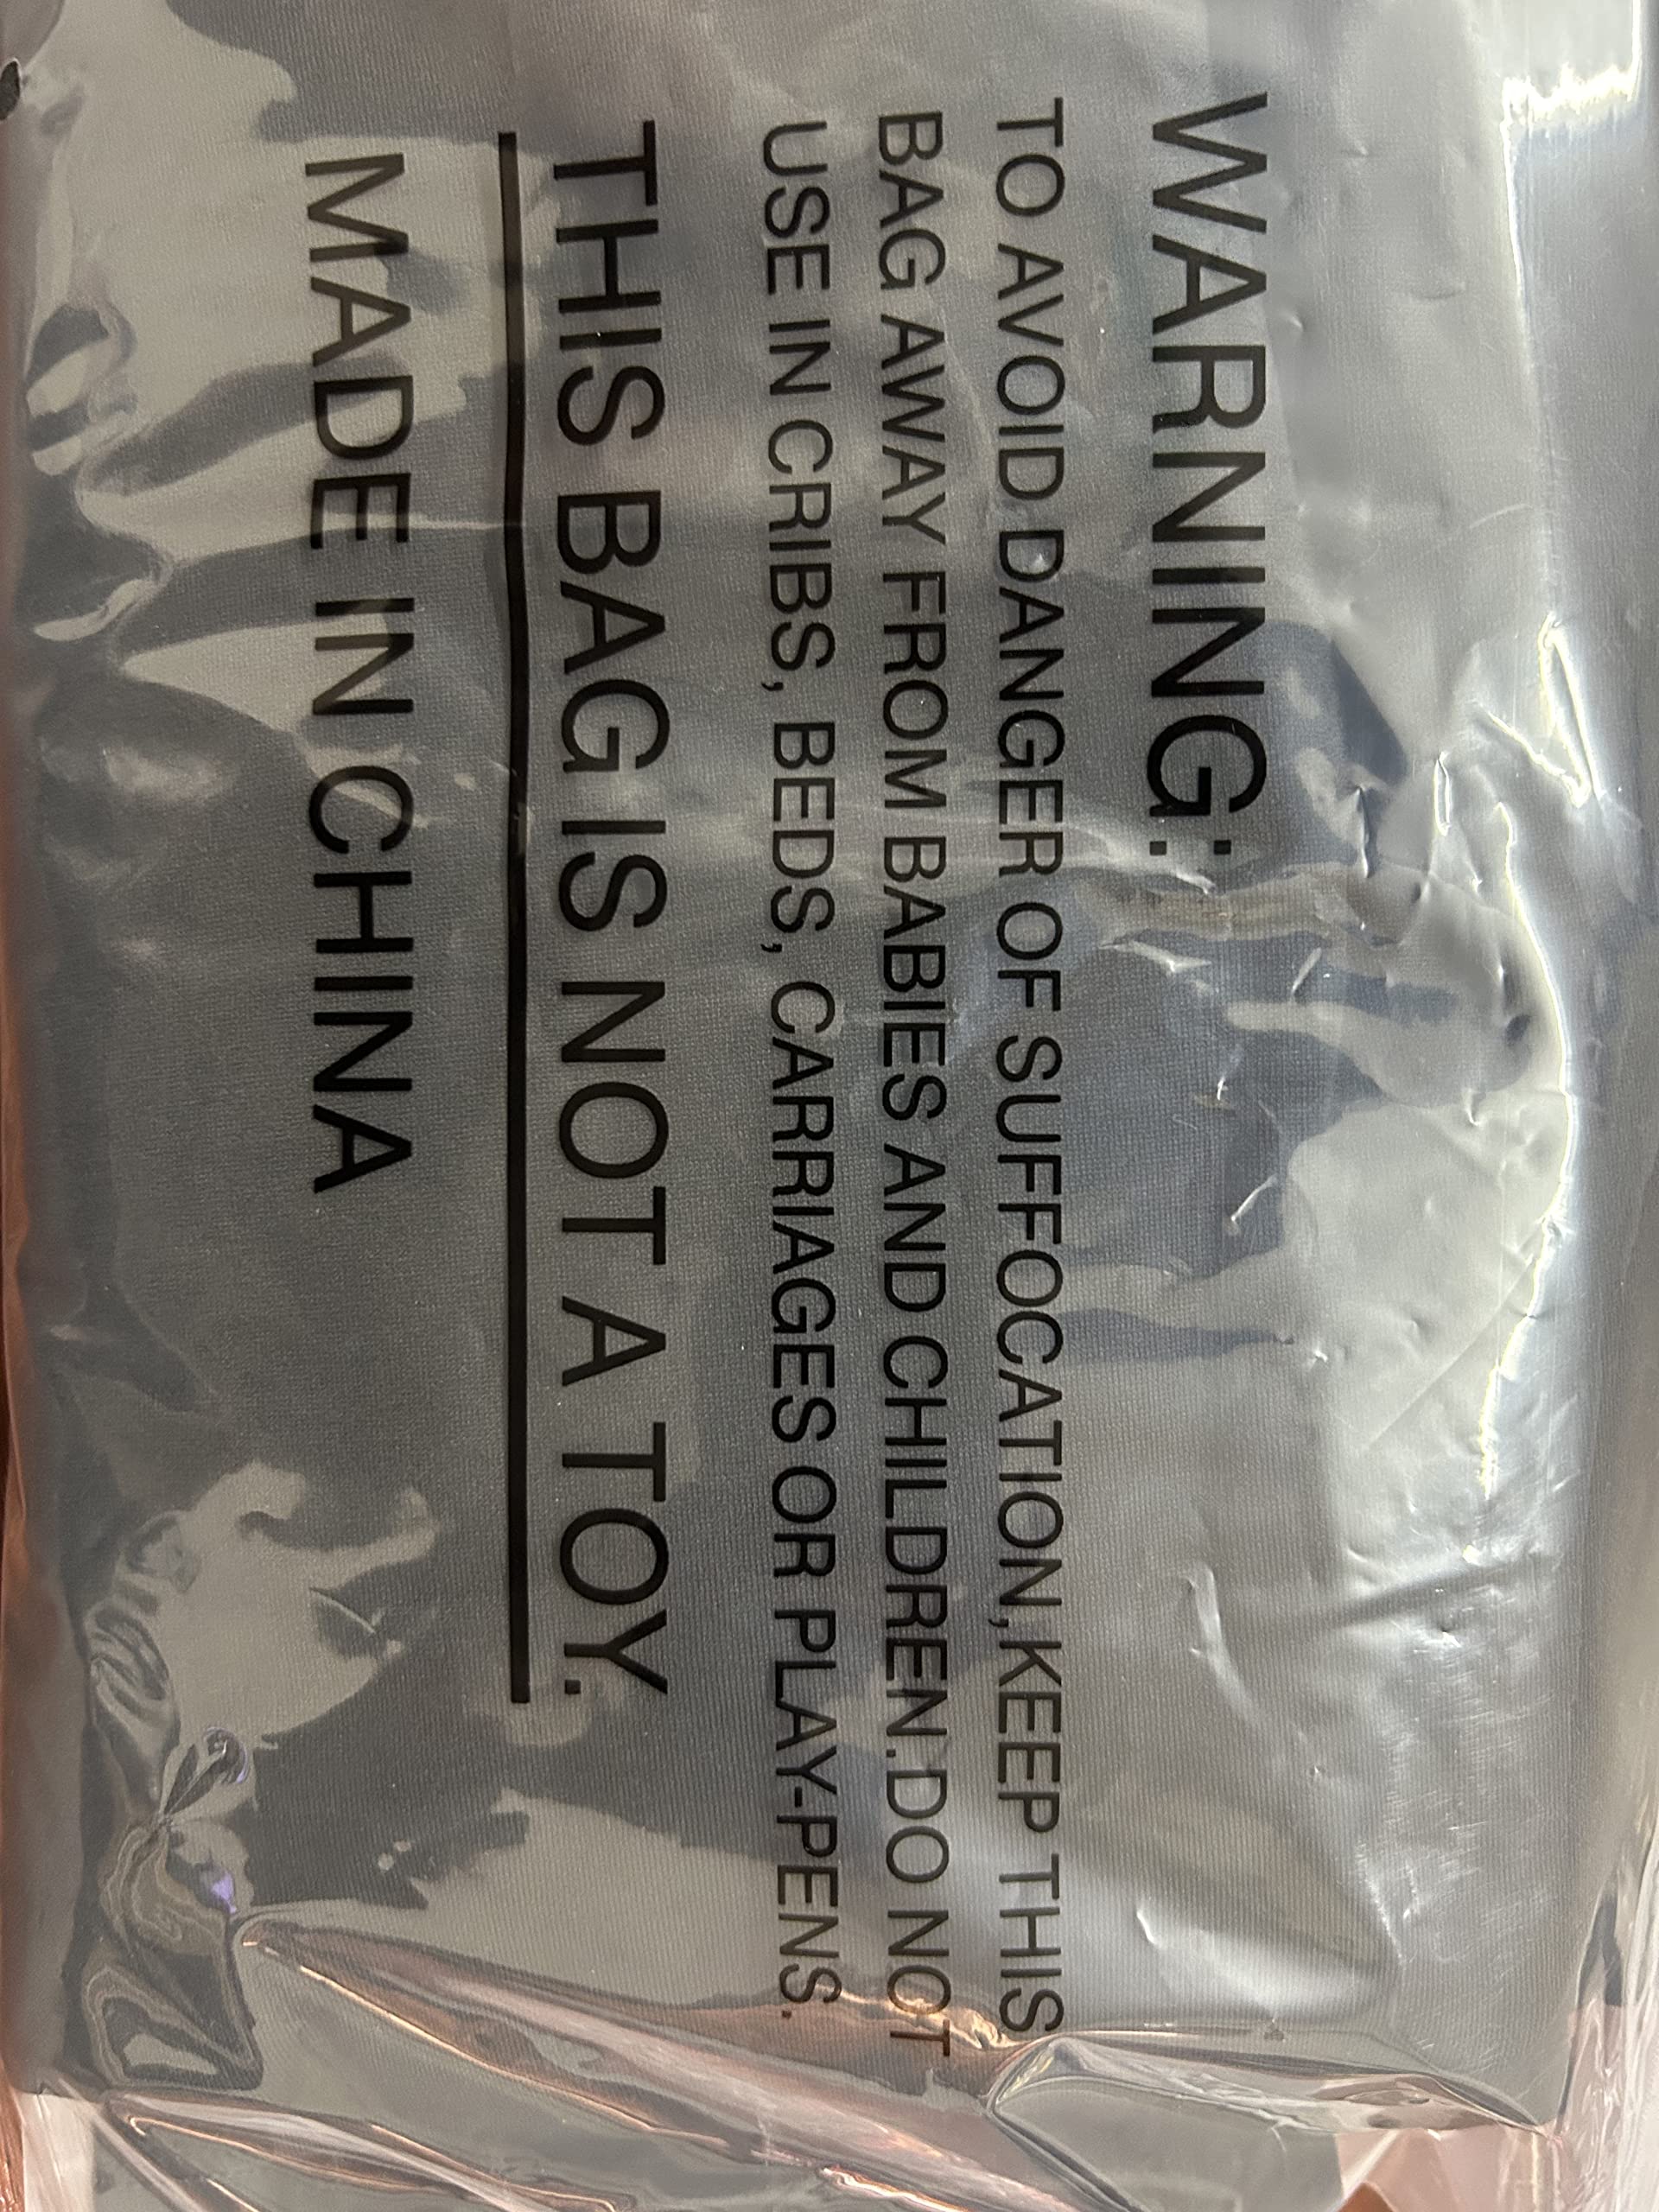 WARNING:
TO AVOID DANGER OF SUFFOCATION,KEEP THIS
BAG AWAY FROM BABIES AND CHILDREN.DO NOT
USE IN CRIBS, BEDS, CARRIAGES OR PLAY-PENS.
THIS BAG IS NOT A TOY.
MADE IN CHINA